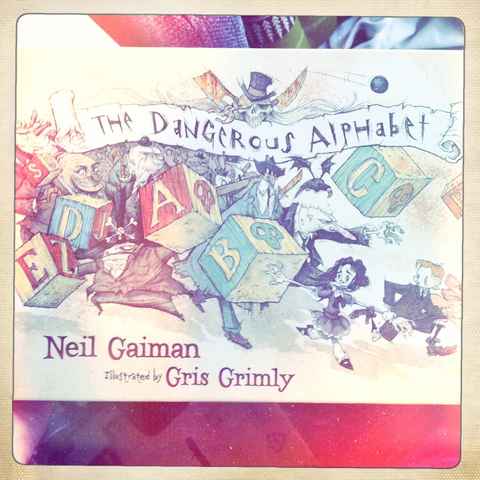 The Dangerous Alphabet
S
D
A
C
E
Z
B
Neil Gaiman
Illustrated by
Gris Grimly